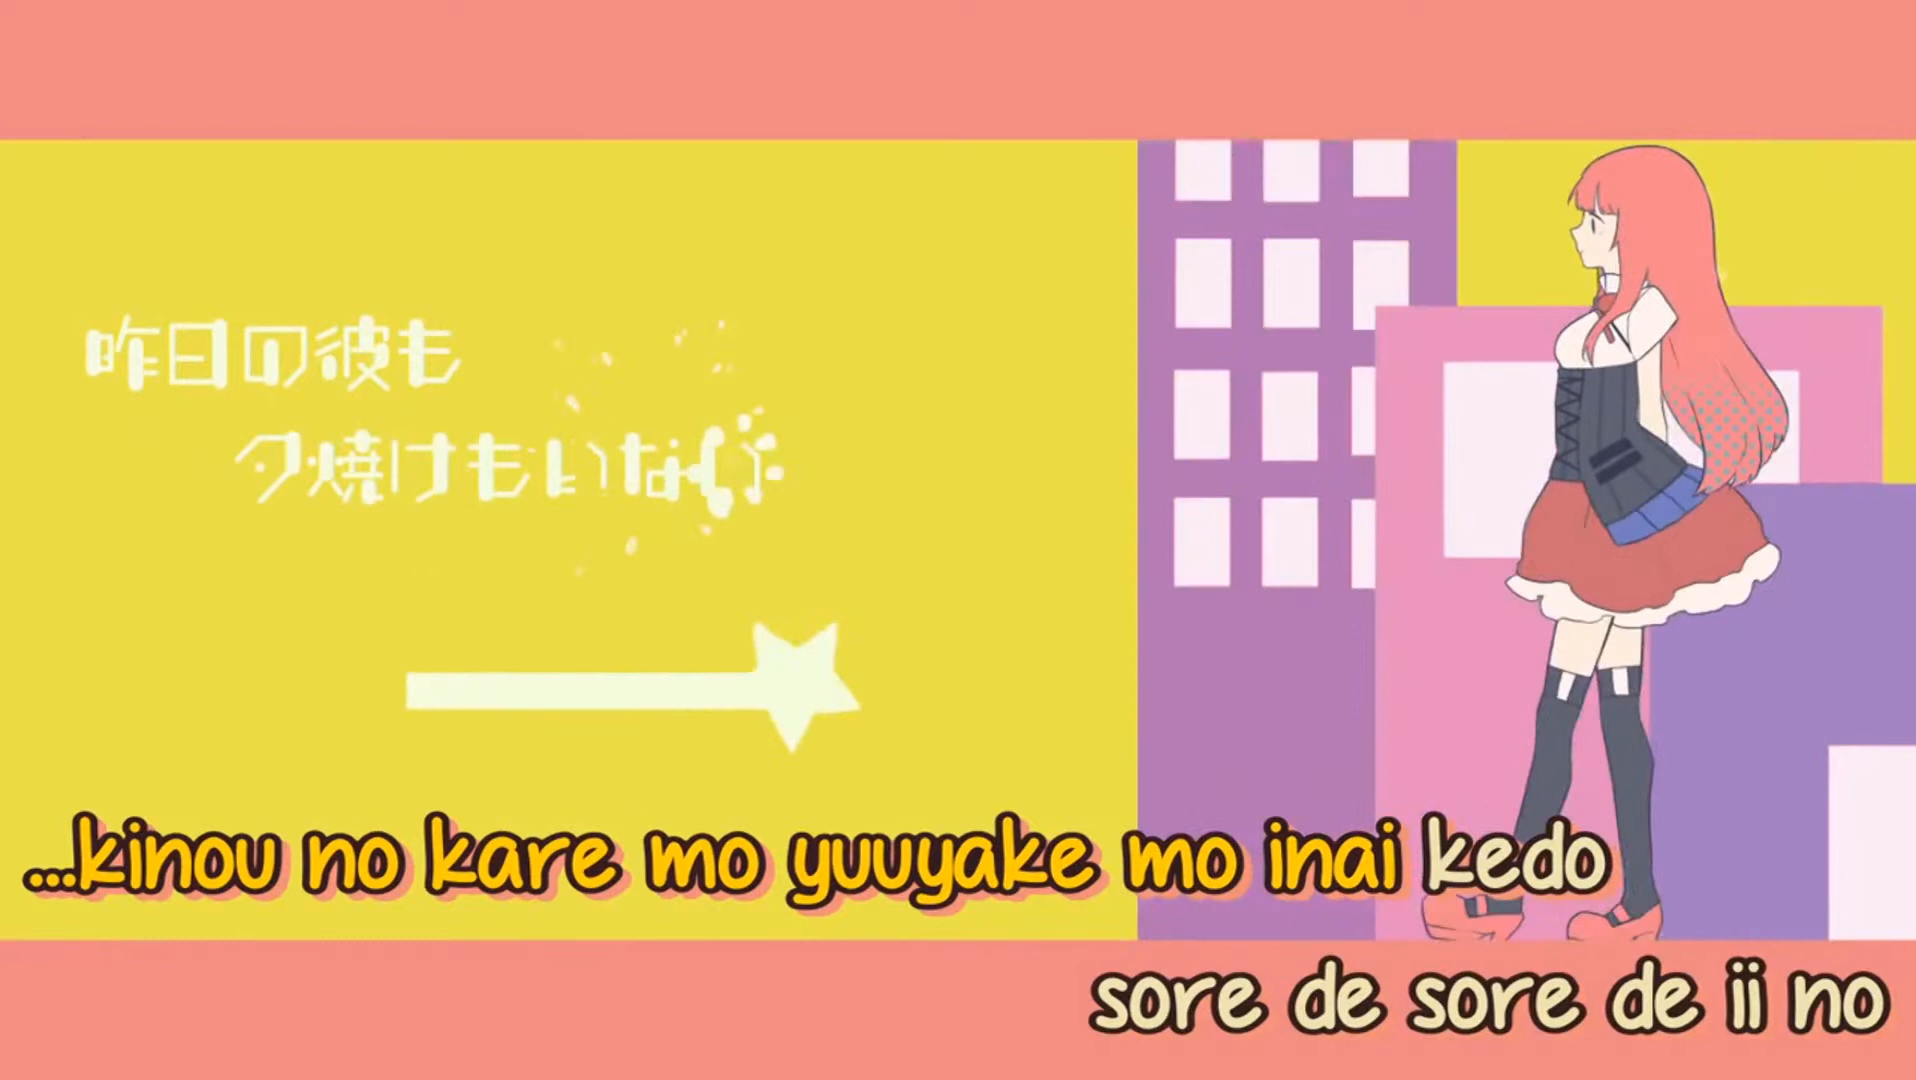 昨日の彼も
夕焼けもいない
...kinou no kare mo yuuyake mo inai kedo
sore de sore de ii no